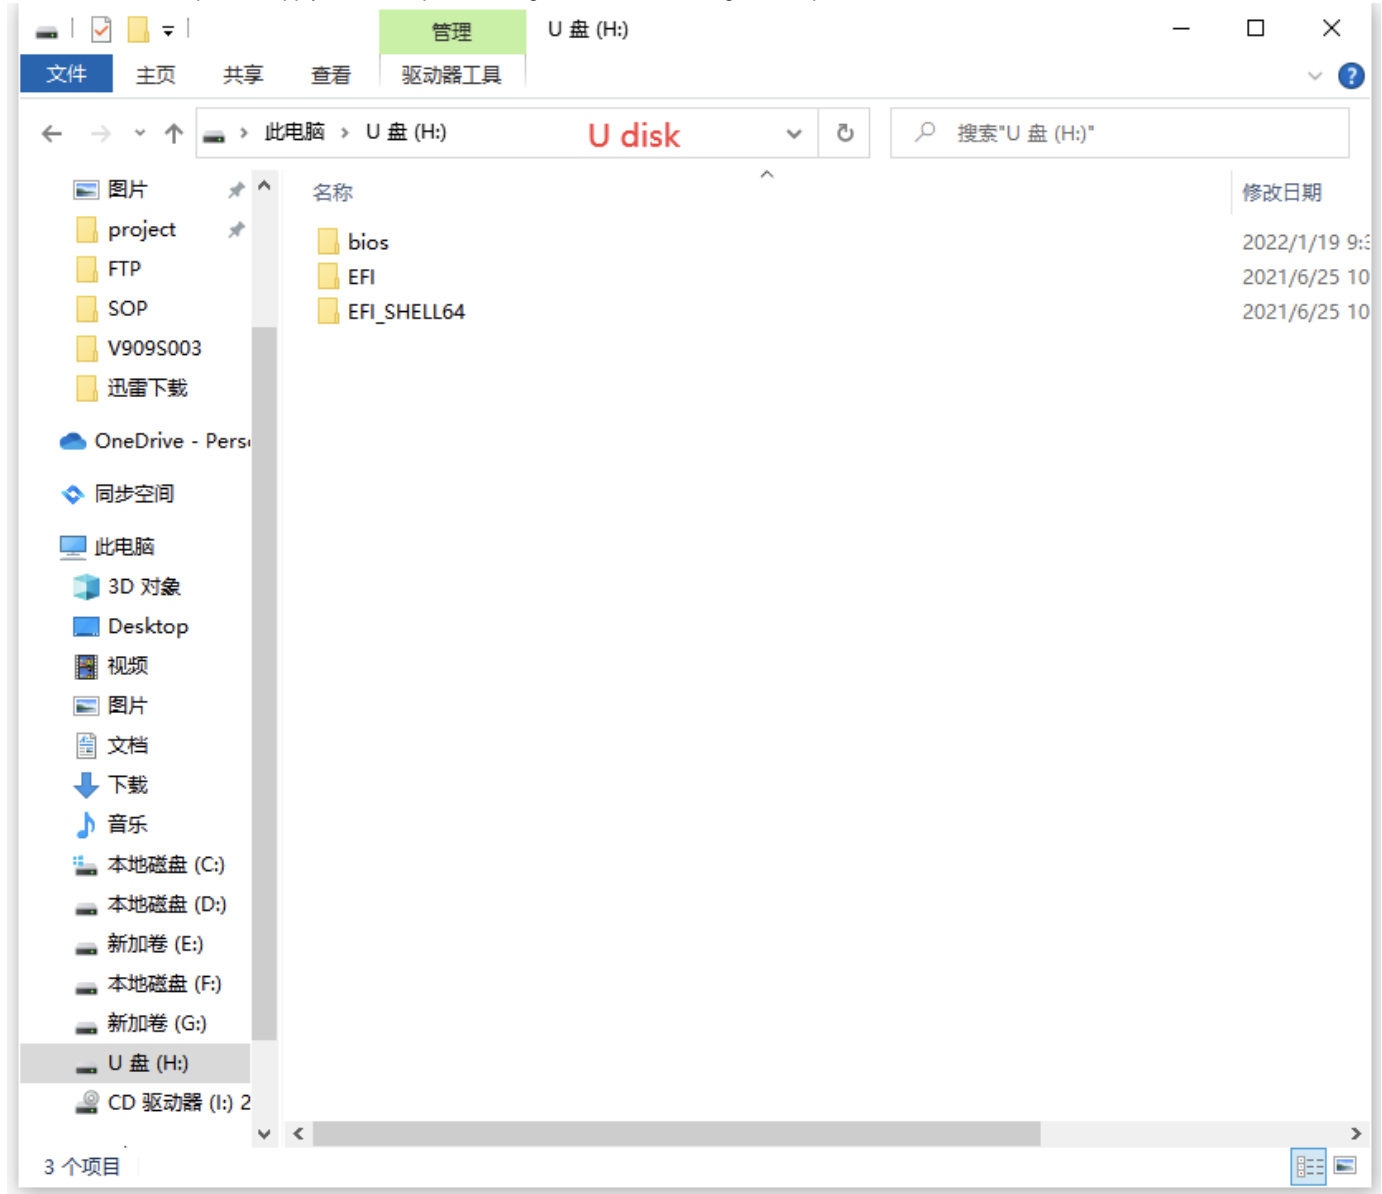 管理
U 盘 (H:)
文件
主页
共享
查看
驱动器工具
此电脑 › U 盘 (H:)
U disk
搜索"U 盘 (H:)"
图片
project
FTP
SOP
V909S003
迅雷下载
OneDrive - Pers
同步空间
此电脑
3D 对象
Desktop
视频
图片
文档
下载
音乐
本地磁盘 (C:)
本地磁盘 (D:)
新加卷 (E:)
本地磁盘 (F:)
新加卷 (G:)
U 盘 (H:)
CD 驱动器 (I:) 2
名称
修改日期
bios
2022/1/19 9:3
EFI
2021/6/25 10
EFI_SHELL64
2021/6/25 10
3 个项目